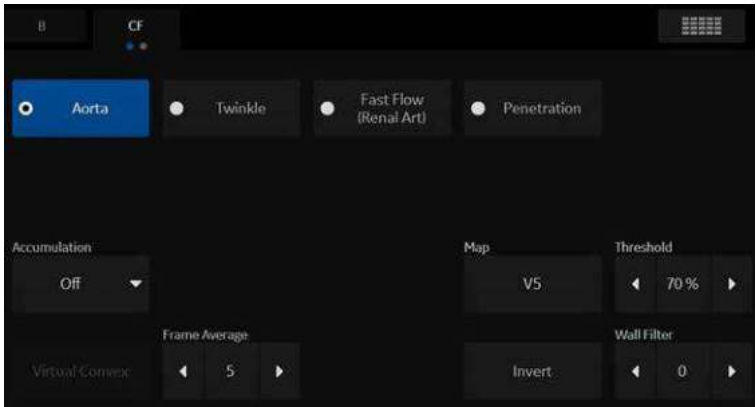 B
CF
Aorta
Twinkle
Fast Flow
(Renal Art)
Penetration
Accumulation
Map
Threshold
Off
V5
70 %
Frame Average
Wall Filter
Virtual Convex
5
Invert
0